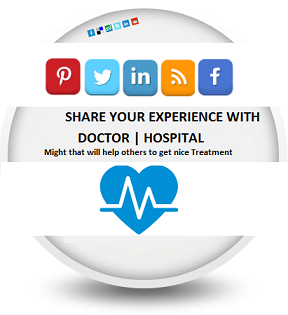 SHARE YOUR EXPERIENCE WITH
DOCTOR | HOSPITAL
Might that will help others to get nice Treatment